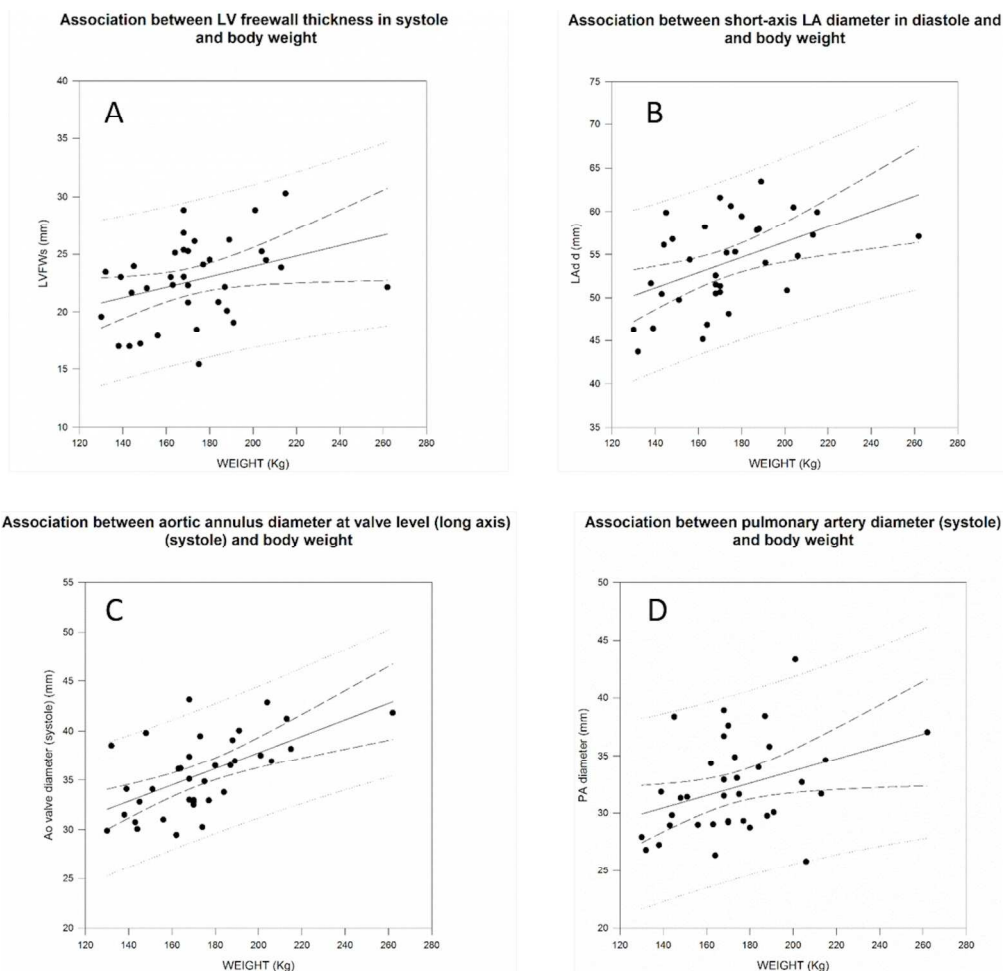 Association between LV freewall thickness in systole
and body weight
A
40
35
30
25
20
15
10
LVFWs (mm)
120 140 160 180 200 220 240 260 280
WEIGHT (Kg)
Association between short-axis LA diameter in diastole and
and body weight
B
75
70
65
60
55
50
45
40
35
LAd d (mm)
120 140 160 180 200 220 240 260 280
WEIGHT (Kg)
Association between aortic annulus diameter at valve level (long axis)
(systole) and body weight
C
55
50
45
40
35
30
25
20
Ao valve diameter (systole) (mm)
120 140 160 180 200 220 240 260 280
WEIGHT (Kg)
Association between pulmonary artery diameter (systole)
and body weight
D
50
45
40
35
30
25
20
PA diameter (mm)
120 140 160 180 200 220 240 260 280
WEIGHT (Kg)